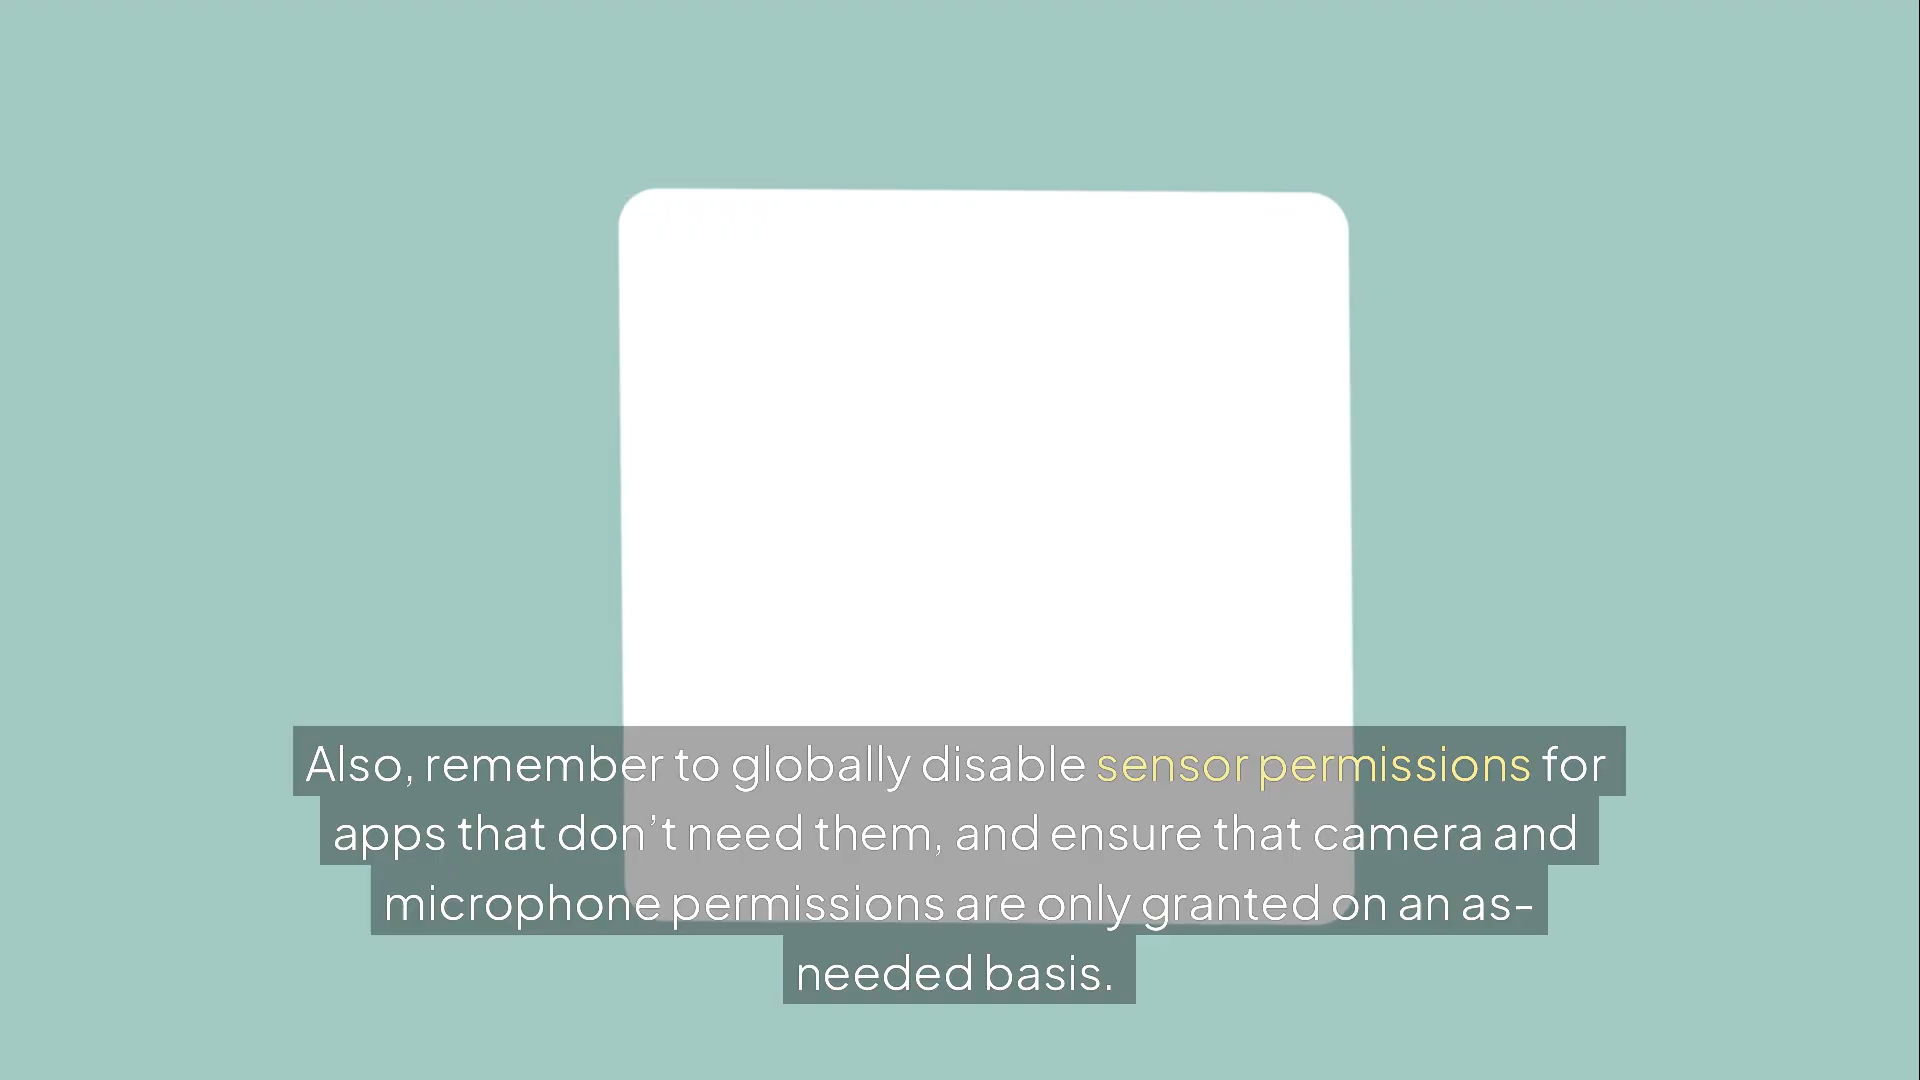 Also, remember to globally disable sensor permissions for
apps that don’t need them, and ensure that camera and
microphone permissions are only granted on an as-
needed basis.